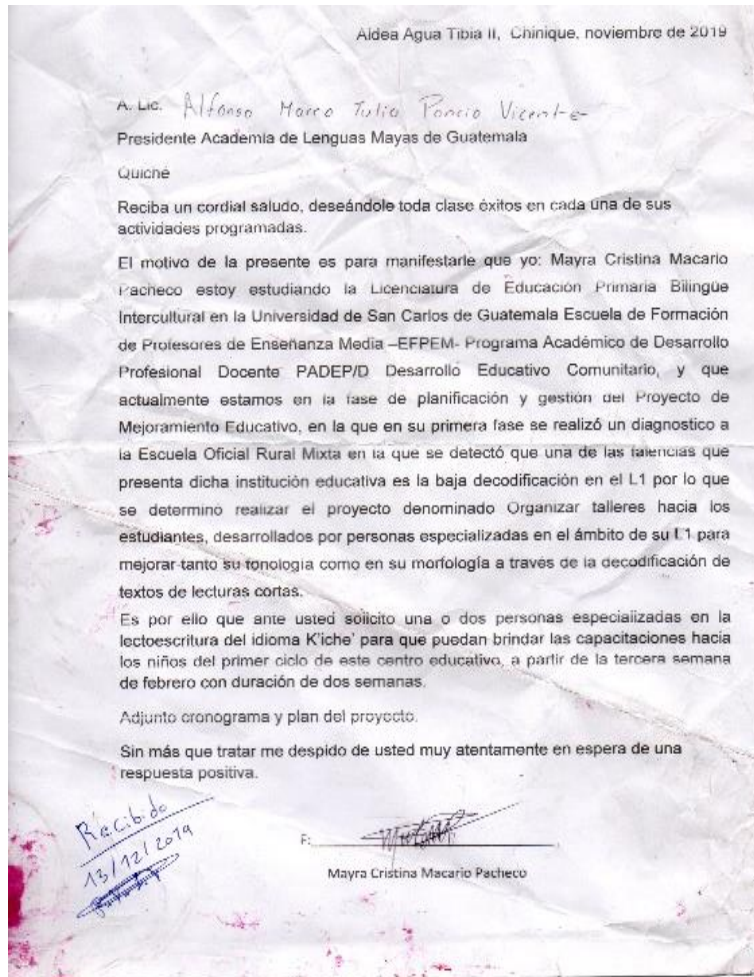 Aldea Agua Tibia II, Chinique, noviembre de 2019
A. Lic. Alfonso Marco Tulio Poncio Vicente
Presidente Academia de Lenguas Mayas de Guatemala
Quiché
Reciba un cordial saludo, deseándole toda clase éxitos en cada una de sus
actividades programadas.
El motivo de la presente es para manifestarle que yo: Mayra Cristina Macario
Pacheco estoy estudiando la Licenciatura de Educación Primaria Bilingüe
Intercultural en la Universidad de San Carlos de Guatemala Escuela de Formación
de Profesores de Enseñanza Media –EFPEM- Programa Académico de Desarrollo
Profesional Docente PADEP/D Desarrollo Educativo Comunitario, y que
actualmente estamos en la fase de planificación y gestión del Proyecto de
Mejoramiento Educativo, en la que en su primera fase se realizó un diagnostico a
la Escuela Oficial Rural Mixta en la que se detectó que una de las falencias que
presenta dicha institución educativa es la baja decodificación en el L1 por lo que
se determino realizar el proyecto denominado Organizar talleres hacia los
estudiantes, desarrollados por personas especializadas en el ámbito de su L1 para
mejorar tanto su fonología como en su morfología a través de la decodificación de
textos de lecturas cortas.
Es por ello que ante usted solicito una o dos personas especializadas en la
lectoescritura del idioma K'iche' para que puedan brindar las capacitaciones hacia
los niños del primer ciclo de este centro educativo, a partir de la tercera semana
de febrero con duración de dos semanas.
Adjunto cronograma y plan del proyecto.
Sin más que tratar me despido de usted muy atentamente en espera de una
respuesta positiva.
Recibido
13/12/2019
F:
Mayra Cristina Macario Pacheco